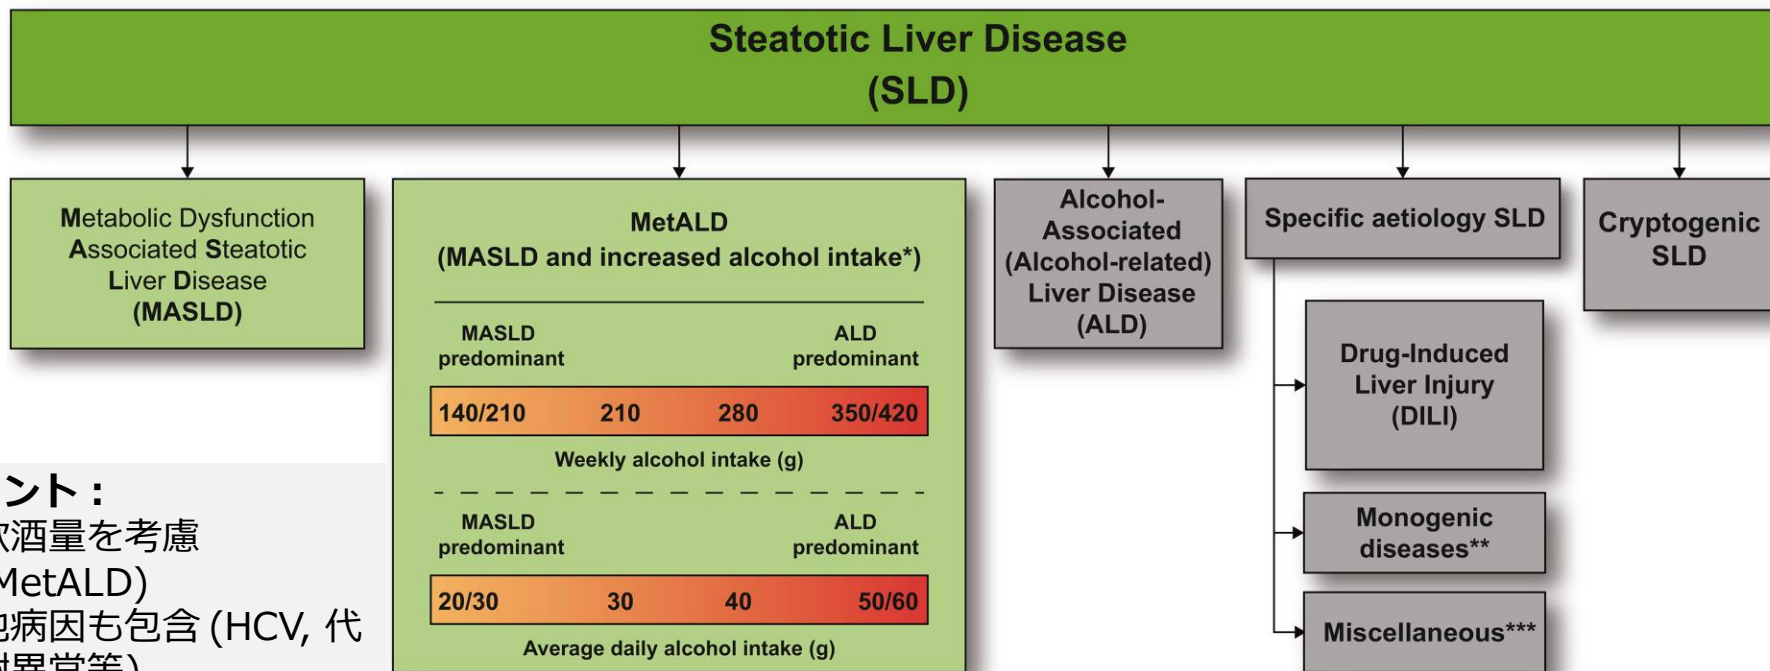 Steatotic Liver Disease
(SLD)
Metabolic Dysfunction
Associated Steatotic
Liver Disease
(MASLD)
MetALD
(MASLD and increased alcohol intake*)
MASLD
predominant
ALD
predominant
140/210 210 280 350/420
Weekly alcohol intake (g)
MASLD
predominant
ALD
predominant
20/30 30 40 50/60
Average daily alcohol intake (g)
Alcohol-
Associated
(Alcohol-related)
Liver Disease
(ALD)
Specific aetiology SLD
Drug-Induced
Liver Injury
(DILI)
Monogenic
diseases**
Miscellaneous***
Cryptogenic
SLD
ント：
飲酒量を考慮
MetALD)
他病因も包含 (HCV, 代
謝異常等)